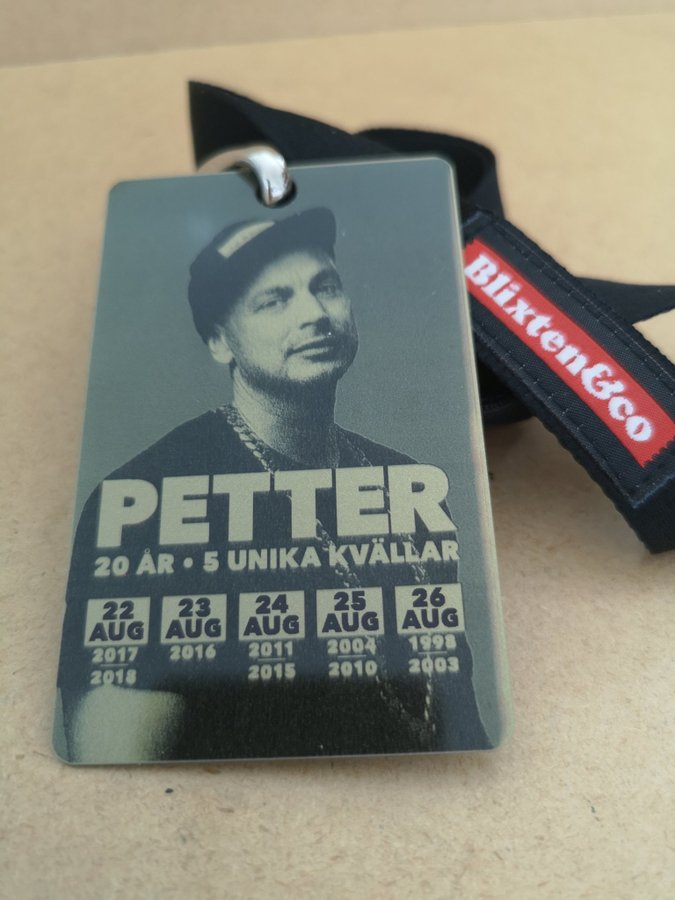 PETTER
20 ÅR • 5 UNIKA KVÄLLAR
22 AUG
2017
2018
23 AUG
2016
24 AUG
2011
2015
25 AUG
2004
2010
26 AUG
1998
2003
Blixten&co